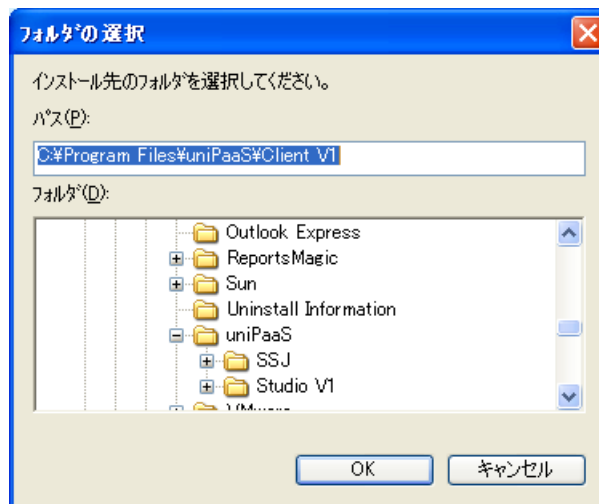 フォルダの選択
インストール先のフォルダを選択してください。
パス(P):
C:¥Program Files¥uniPaaS¥Client V1
フォルダ(D):
Outlook Express
ReportsMagic
Sun
Uninstall Information
uniPaaS
SSJ
Studio V1
VMware
OK
キャンセル